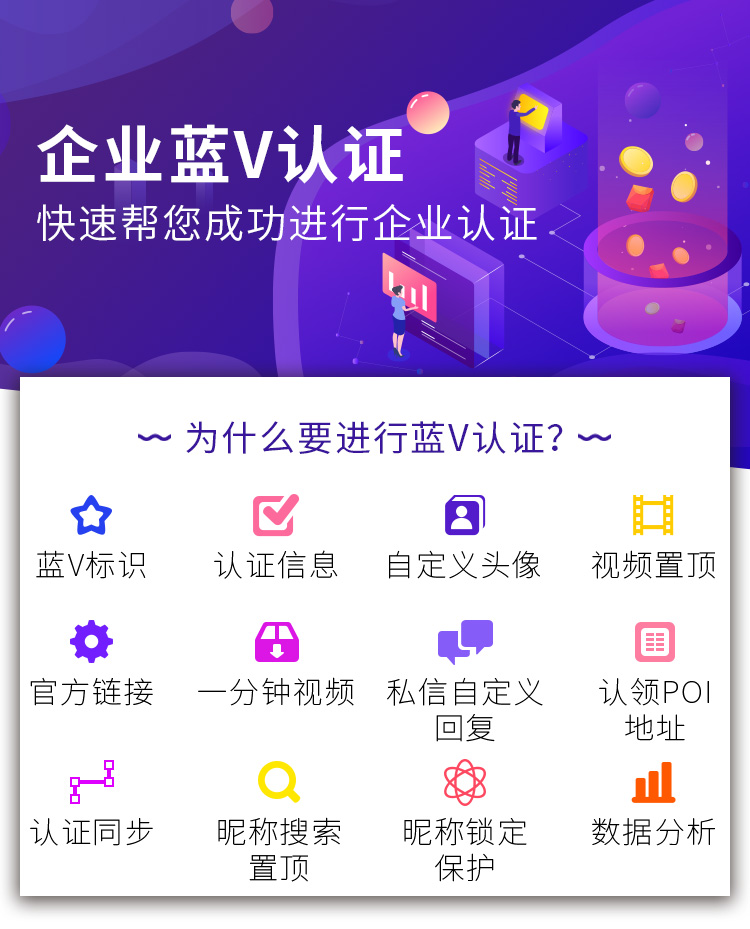 企业蓝V认证
快速帮您成功进行企业认证
为什么要进行蓝V认证?
蓝V标识
认证信息
自定义头像
视频置顶
官方链接
一分钟视频
私信自定义
回复
认领POI
地址
认证同步
昵称搜索
置顶
昵称锁定
保护
数据分析